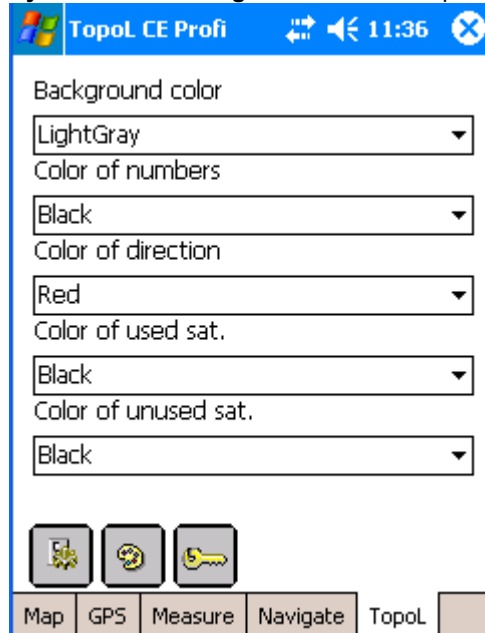 TopoL CE Profi 11:36
Background color
LightGray
Color of numbers
Black
Color of direction
Red
Color of used sat.
Black
Color of unused sat.
Black
Map GPS Measure Navigate TopoL